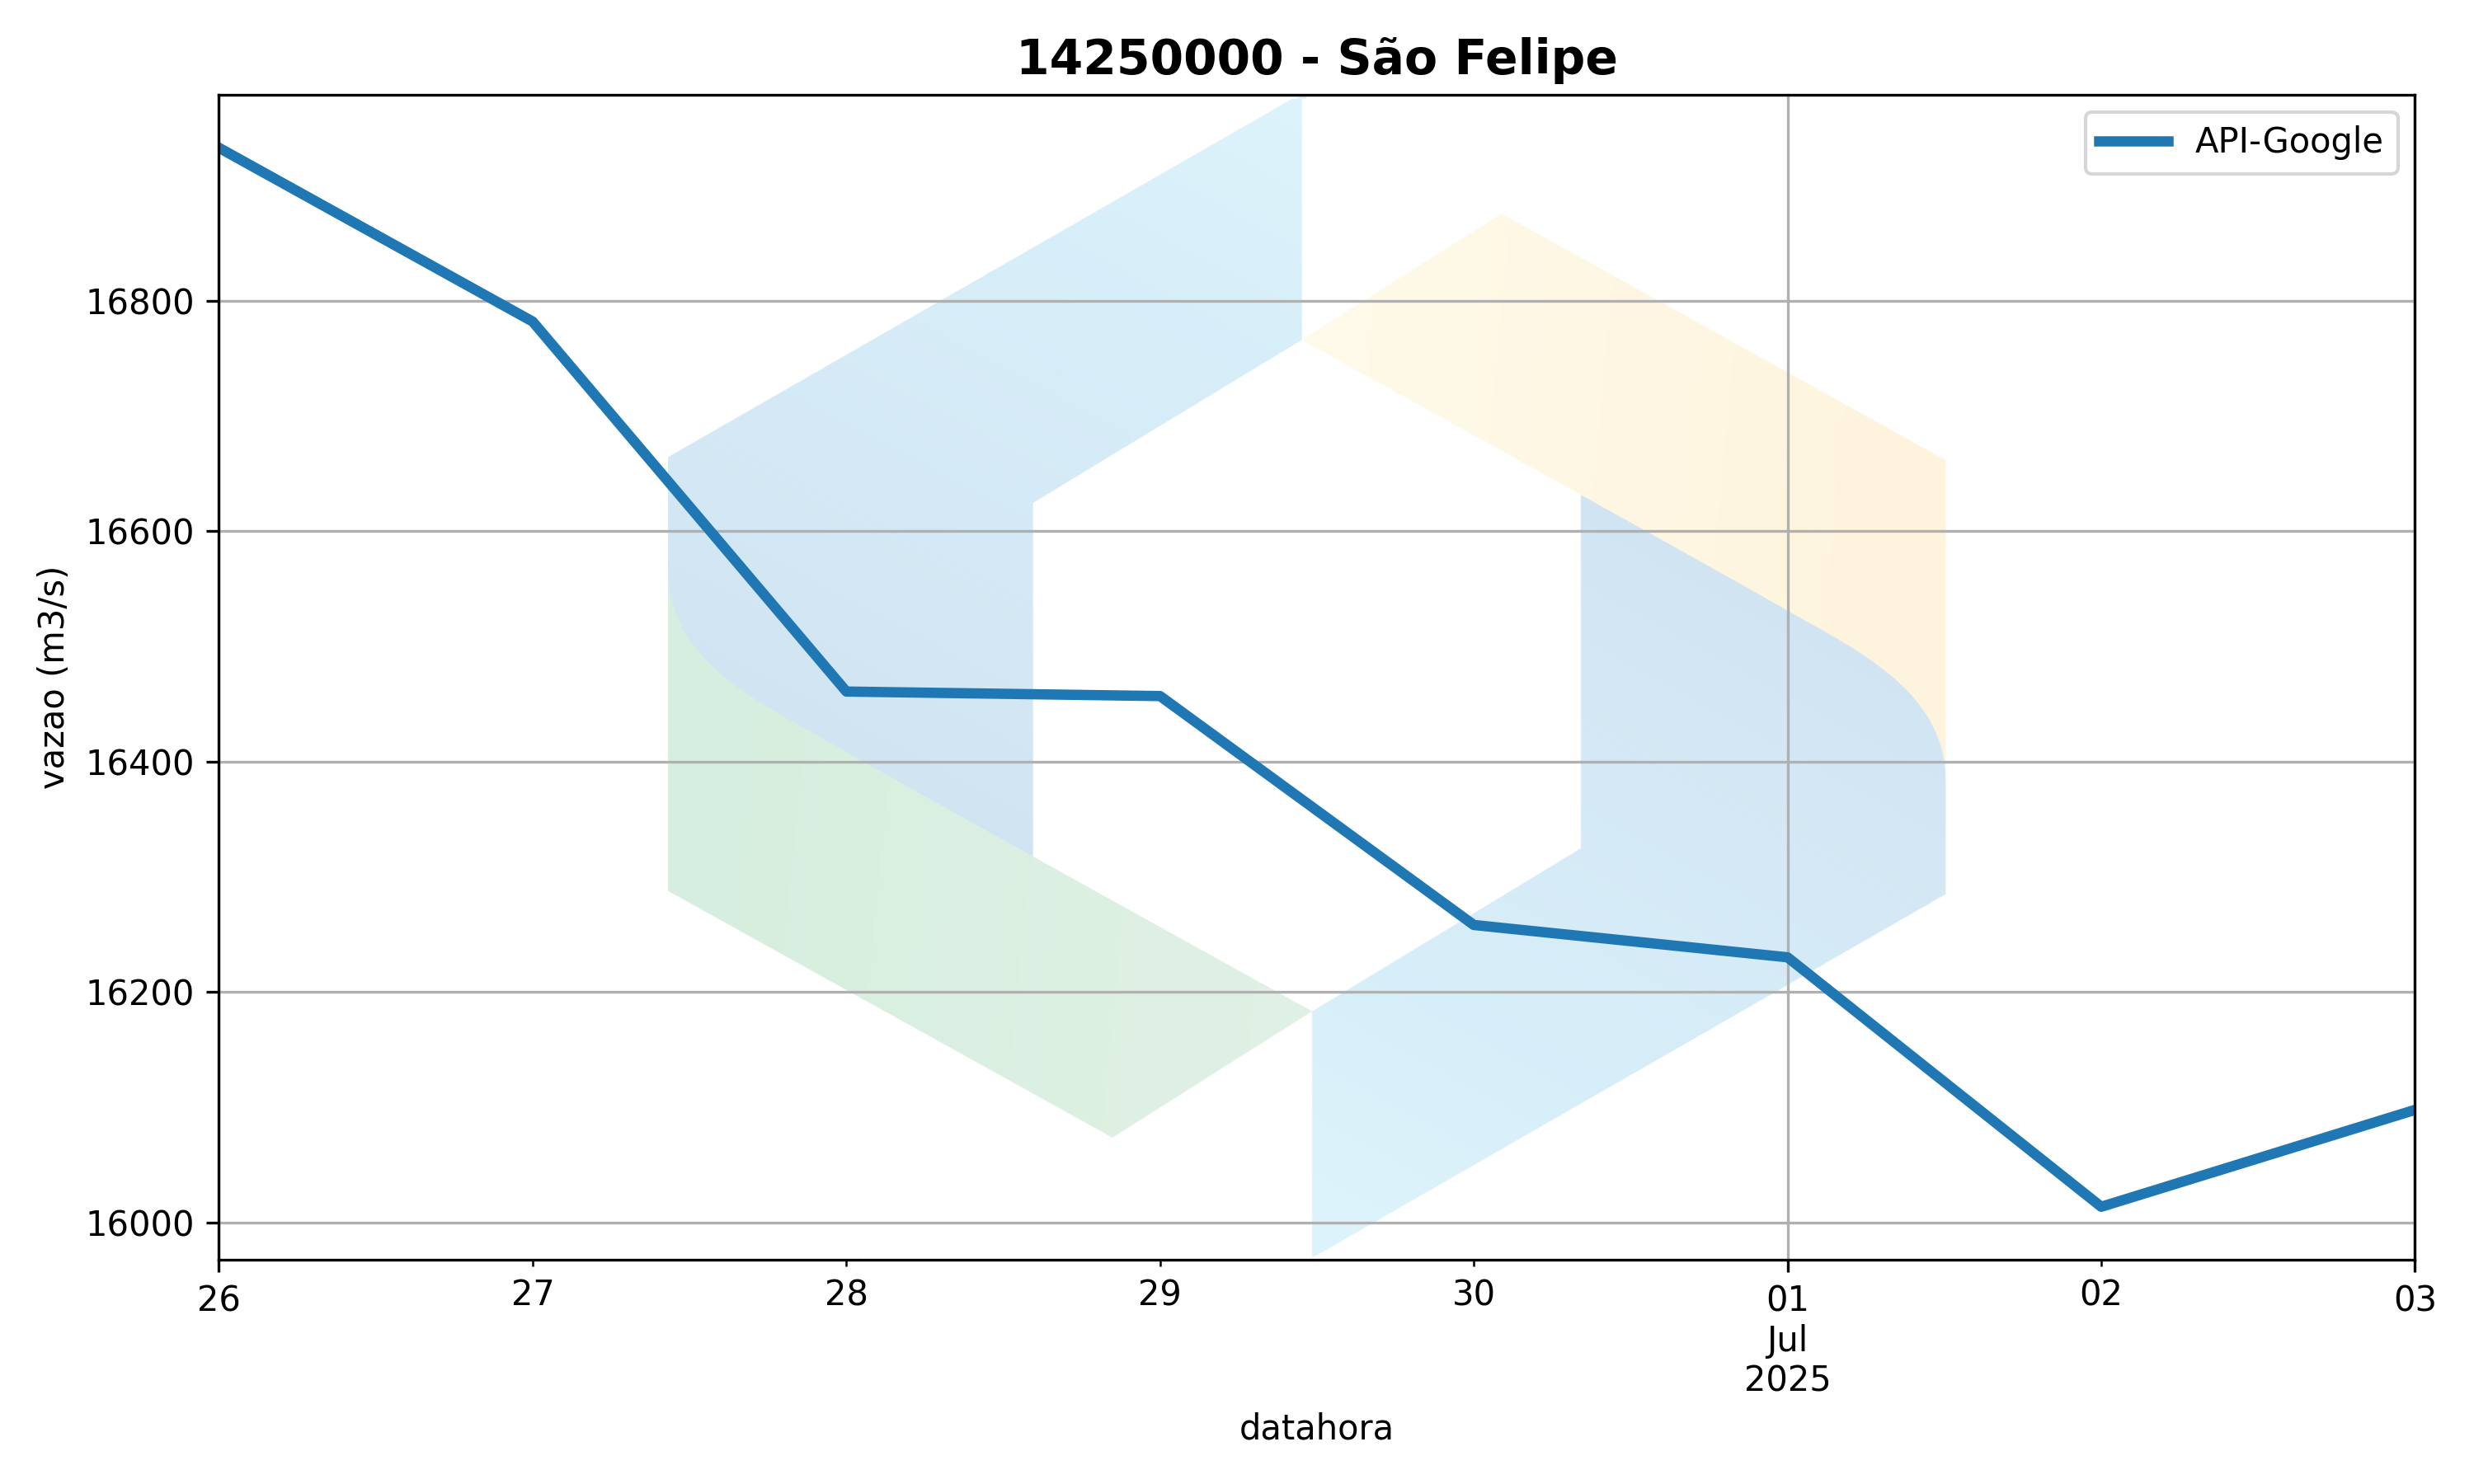 14250000 - São Felipe
API-Google
vazao (m3/s)
16800
16600
16400
16200
16000
26 27 28 29 30 01 02 03
Jul
2025
datahora